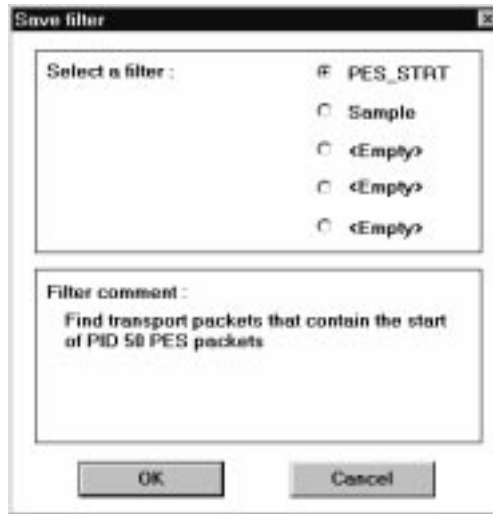 Save filter
Select a filter :
PES_STRT
Sample
<Empty>
<Empty>
<Empty>
Filter comment :
Find transport packets that contain the start
of PID 50 PES packets
OK
Cancel